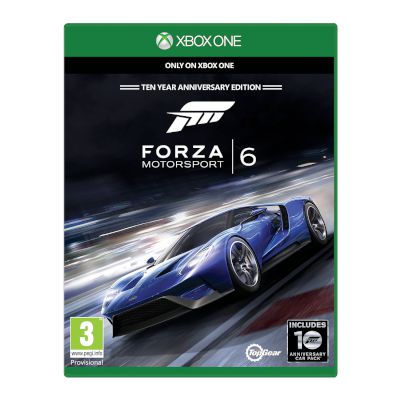 XBOX ONE
ONLY ON XBOX ONE
TEN YEAR ANNIVERSARY EDITION
FORZA
MOTORSPORT
6
3
www.pegi.info
Provisional
TopGear
INCLUDES
10
ANNIVERSARY
CAR PACK*